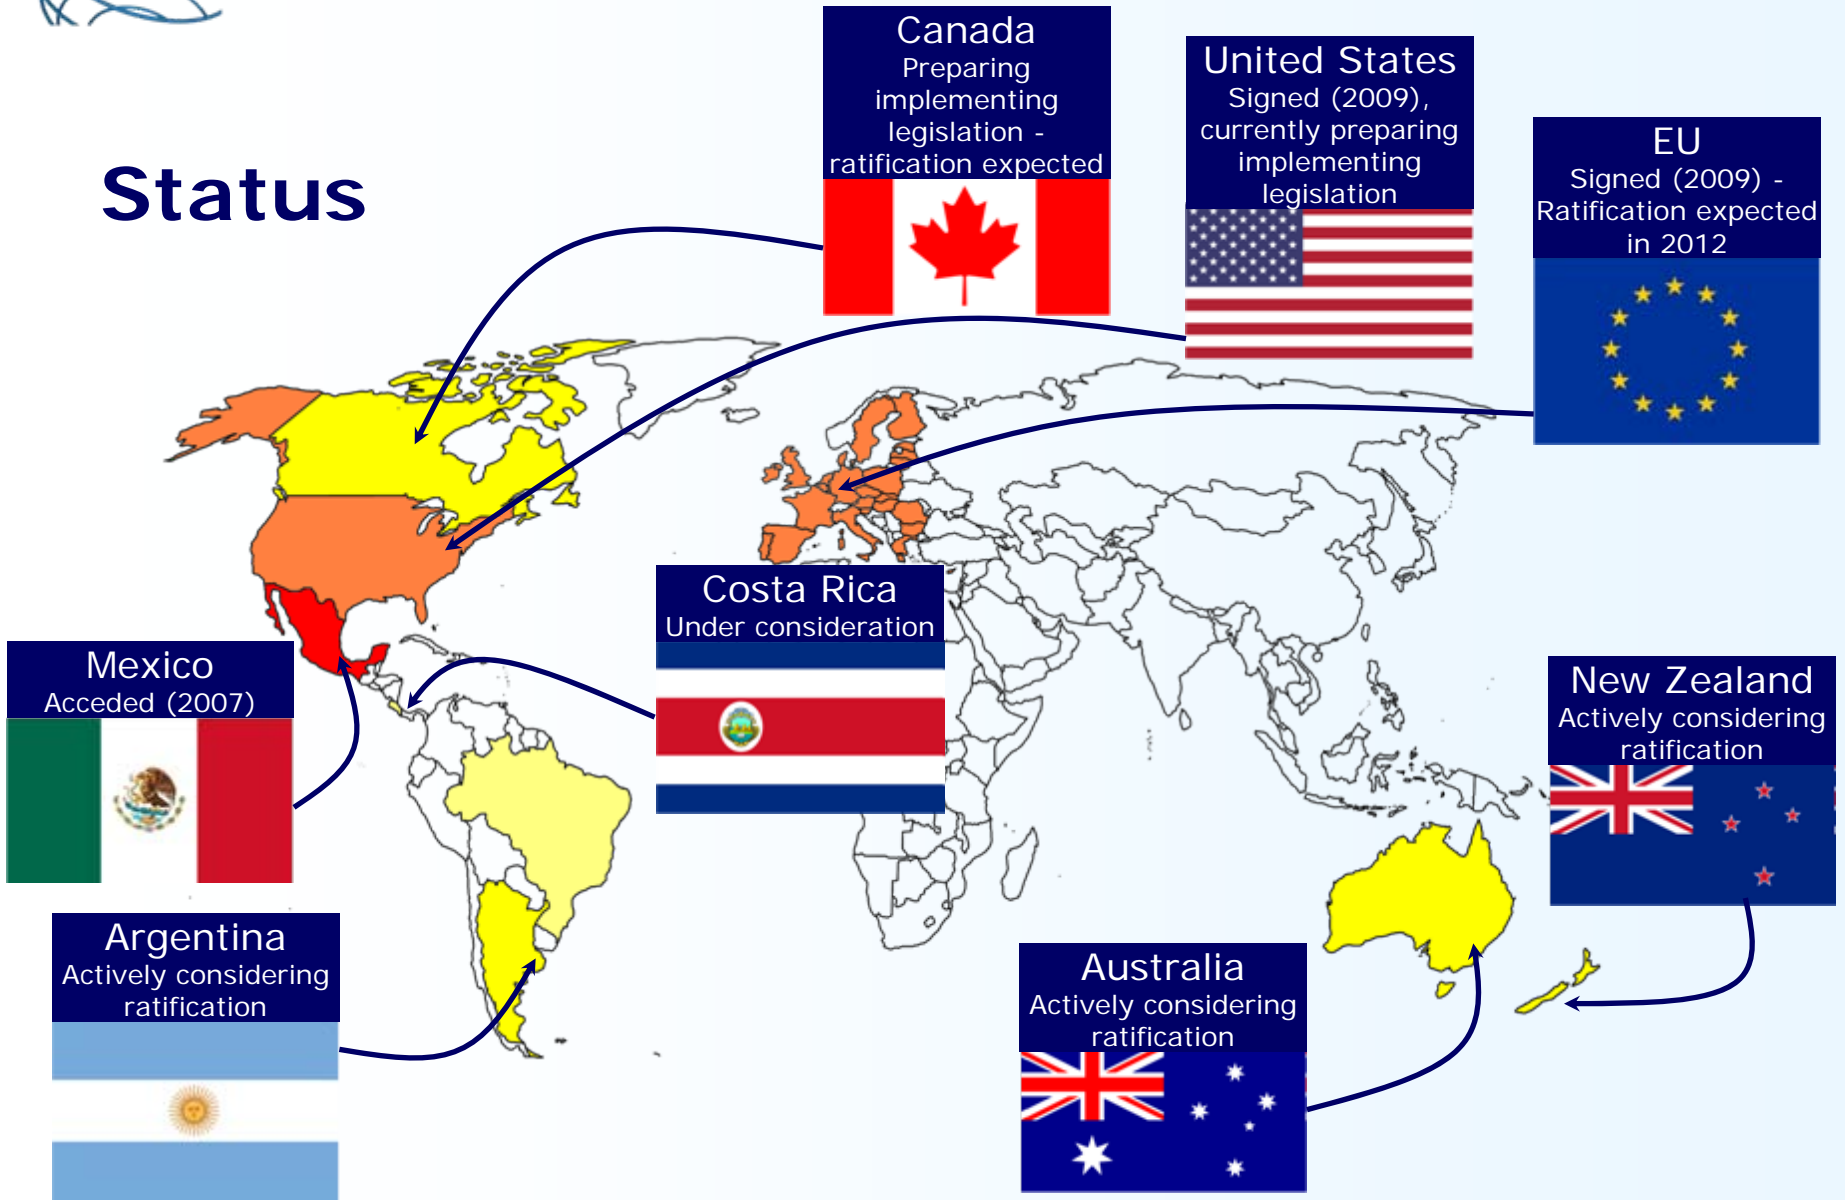 Status
Canada
Preparing
implementing
legislation -
ratification expected
United States
Signed (2009),
currently preparing
implementing
legislation
EU
Signed (2009) -
Ratification expected
in 2012
Costa Rica
Under consideration
Mexico
Acceded (2007)
New Zealand
Actively considering
ratification
Argentina
Actively considering
ratification
Australia
Actively considering
ratification